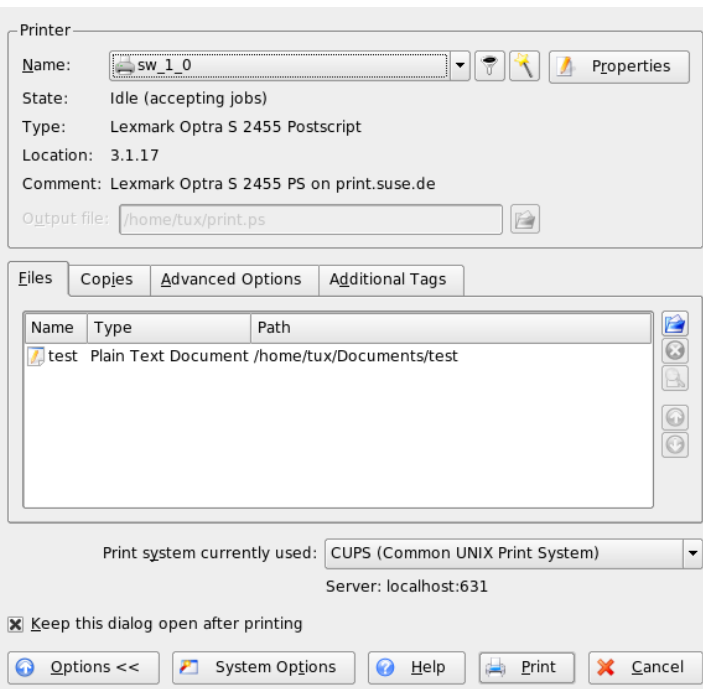 Printer
Name: sw_1_0 Properties
State: Idle (accepting jobs)
Type: Lexmark Optra S 2455 Postscript
Location: 3.1.17
Comment: Lexmark Optra S 2455 PS on print.suse.de
Output file: /home/tux/print.ps
Files Copies Advanced Options Additional Tags
Name Type Path
test Plain Text Document /home/tux/Documents/test
Print system currently used: CUPS (Common UNIX Print System)
Server: localhost:631
Keep this dialog open after printing
Options << System Options Help Print Cancel